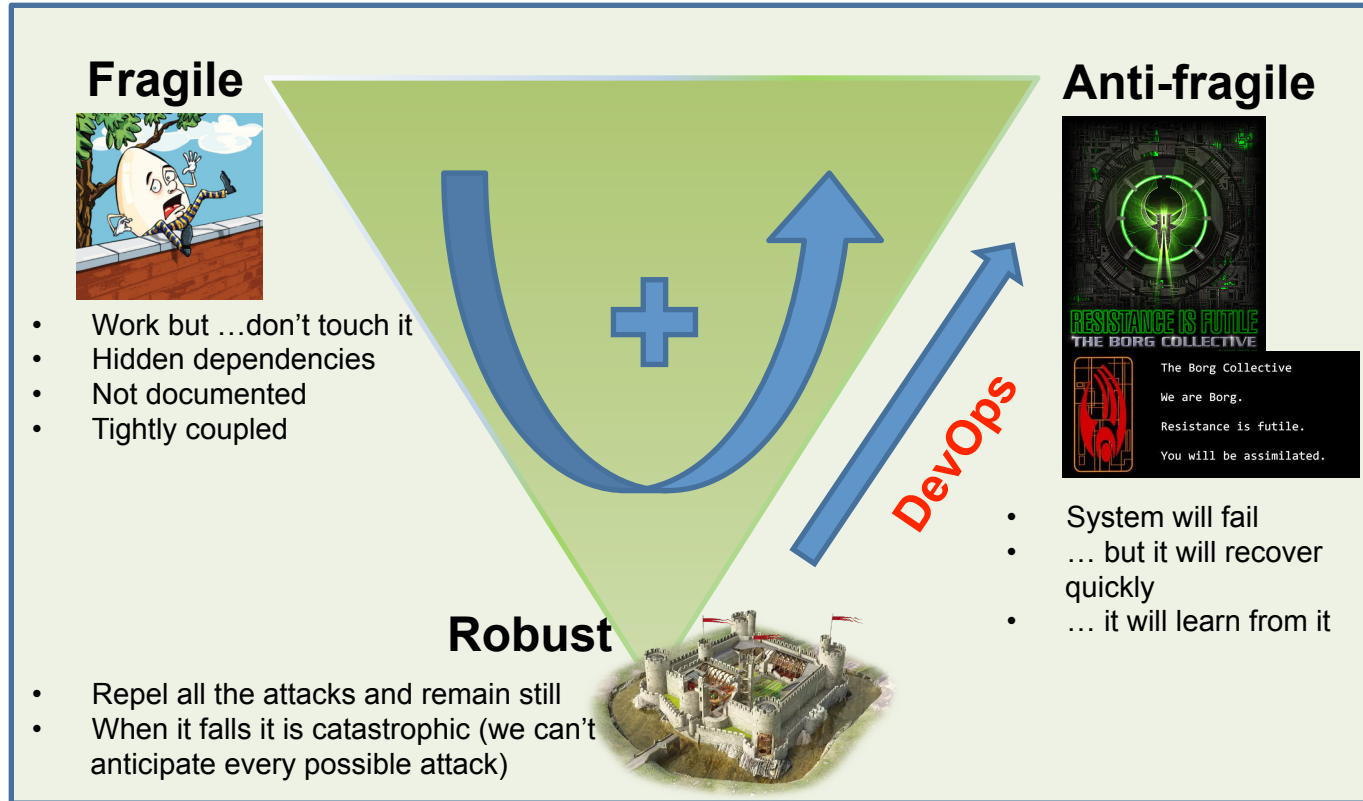 Fragile
• Work but …don’t touch it
• Hidden dependencies
• Not documented
• Tightly coupled
Anti-fragile
RESISTANCE IS FUTILE
THE BORG COLLECTIVE
The Borg Collective
We are Borg.
Resistance is futile.
You will be assimilated.
• System will fail
• … but it will recover
quickly
• … it will learn from it
DevOps
Robust
• Repel all the attacks and remain still
• When it falls it is catastrophic (we can’t
anticipate every possible attack)